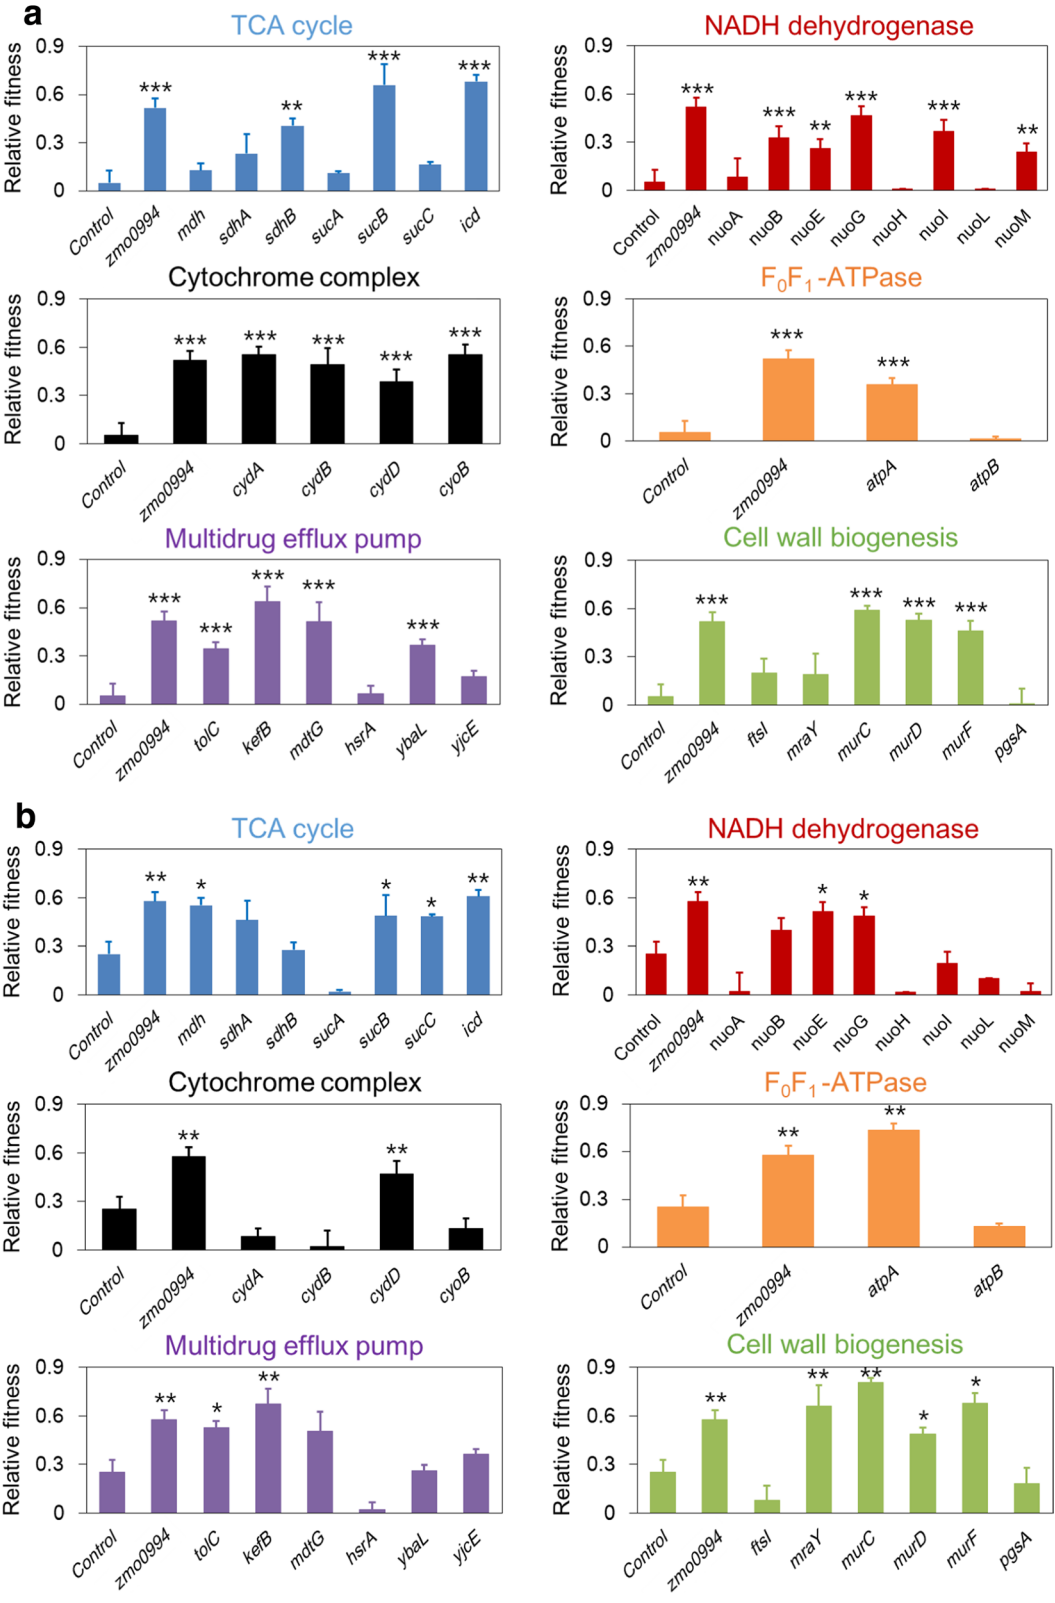 a
TCA cycle
Relative fitness
0.9
0.6
0.3
0
*** ** *** ***
Control zmo0994 mdh sdhA sdhB sucA sucB sucC icd
NADH dehydrogenase
Relative fitness
0.9
0.6
0.3
0
*** *** ** *** *** **
Control zmo0994 nuoA nuoB nuoE nuoG nuoH nuoI nuoL nuoM
Cytochrome complex
Relative fitness
0.9
0.6
0.3
0
*** *** *** *** ***
Control zmo0994 cydA cydB cydD cyoB
F0F1-ATPase
Relative fitness
0.9
0.6
0.3
0
*** ***
Control zmo0994 atpA atpB
Multidrug efflux pump
Relative fitness
0.9
0.6
0.3
0
*** *** *** *** ***
Control zmo0994 tolC kefB mdtG hsrA ybaL yjcE
Cell wall biogenesis
Relative fitness
0.9
0.6
0.3
0
*** *** *** ***
Control zmo0994 ftsI mraY murC murD murF pgsA
b
TCA cycle
Relative fitness
0.9
0.6
0.3
0
** * * * **
Control zmo0994 mdh sdhA sdhB sucA sucB sucC icd
NADH dehydrogenase
Relative fitness
0.9
0.6
0.3
0
** * *
Control zmo0994 nuoA nuoB nuoE nuoG nuoH nuoI nuoL nuoM
Cytochrome complex
Relative fitness
0.9
0.6
0.3
0
** **
Control zmo0994 cydA cydB cydD cyoB
F0F1-ATPase
Relative fitness
0.9
0.6
0.3
0
** **
Control zmo0994 atpA atpB
Multidrug efflux pump
Relative fitness
0.9
0.6
0.3
0
** * **
Control zmo0994 tolC kefB mdtG hsrA ybaL yjcE
Cell wall biogenesis
Relative fitness
0.9
0.6
0.3
0
** ** ** * *
Control zmo0994 ftsI mraY murC murD murF pgsA